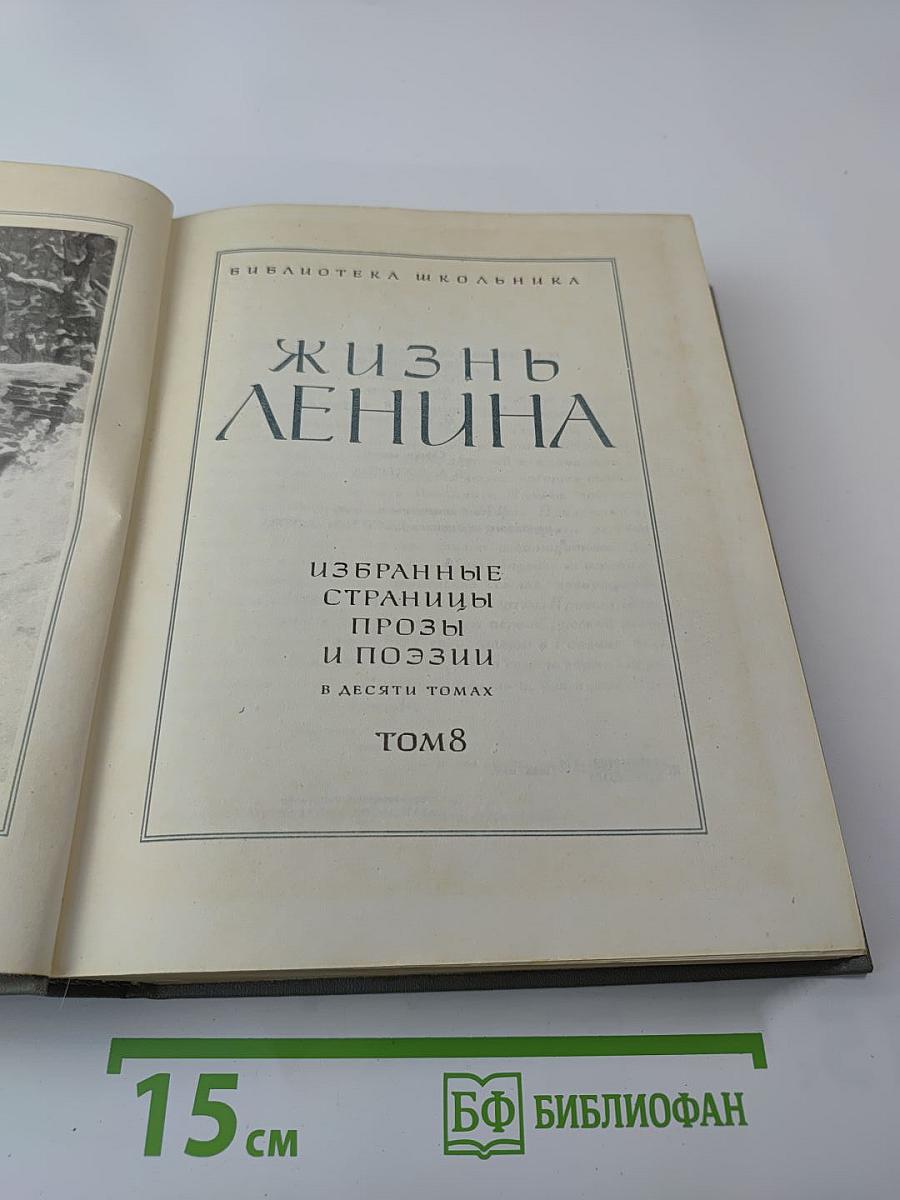 БИБЛИОТЕКА ШКОЛЬНИКА
ЖИЗНЬ
ЛЕНИНА
ИЗБРАННЫЕ
СТРАНИЦЫ
ПРОЗЫ
И ПОЭЗИИ
В ДЕСЯТИ ТОМАХ
ТОМ 8
15 см
БФ БИБЛИОФАН